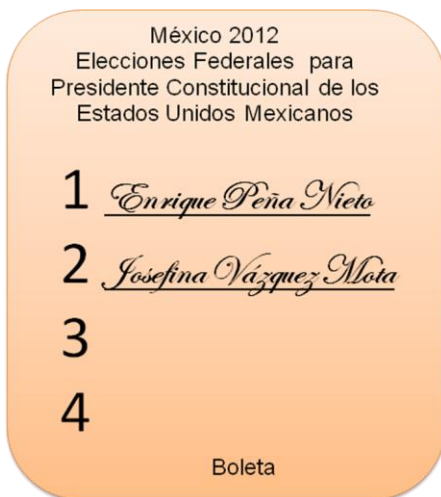 México 2012
Elecciones Federales para
Presidente Constitucional de los
Estados Unidos Mexicanos
1 Enrique Peña Nieto
2 Josefina Vázquez Mota
3
4
Boleta